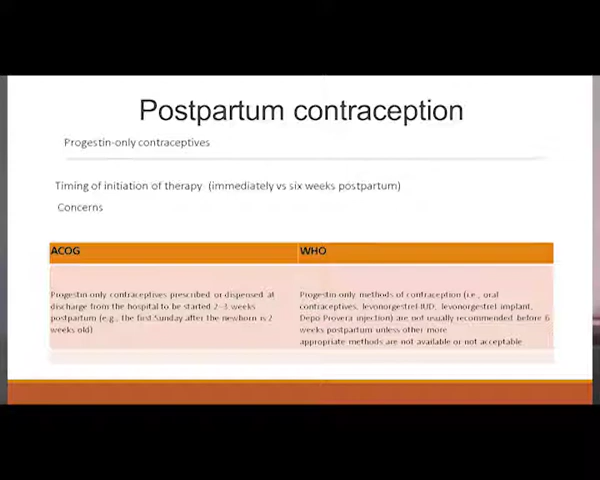 Postpartum contraception
Progestin-only contraceptives
Timing of initiation of therapy (immediately vs six weeks postpartum)
Concerns
ACOG
Progestin-only contraceptives prescribed or dispensed at
discharge from the hospital to be started 2–3 weeks
postpartum (e.g., the first Sunday after the newborn is 2
weeks old)
WHO
Progestin-only methods of contraception (i.e., oral
contraceptives, levonorgestrel-IUD, levonorgestrel implant,
Depo Provera injection) are not usually recommended before 6
weeks postpartum unless other more
appropriate methods are not available or not acceptable